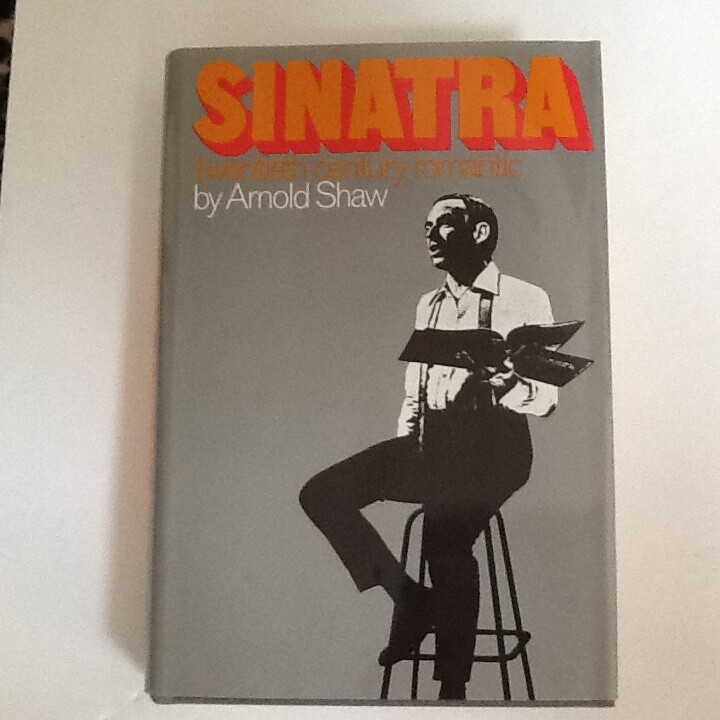 SINATRA
twentieth century romantic
by Arnold Shaw